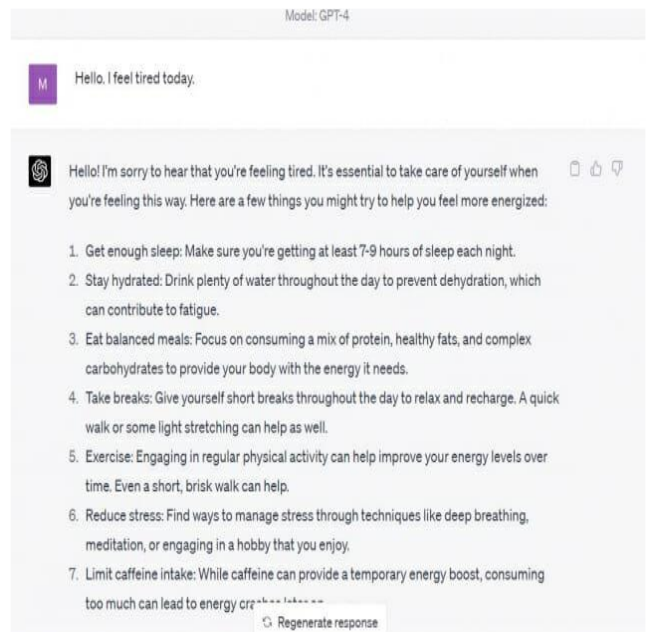 Model: GPT-4
M
Hello. I feel tired today.
Hello! I'm sorry to hear that you're feeling tired. It's essential to take care of yourself when
you're feeling this way. Here are a few things you might try to help you feel more energized:
1. Get enough sleep: Make sure you're getting at least 7-9 hours of sleep each night.
2. Stay hydrated: Drink plenty of water throughout the day to prevent dehydration, which
can contribute to fatigue.
3. Eat balanced meals: Focus on consuming a mix of protein, healthy fats, and complex
carbohydrates to provide your body with the energy it needs.
4. Take breaks: Give yourself short breaks throughout the day to relax and recharge. A quick
walk or some light stretching can help as well.
5. Exercise: Engaging in regular physical activity can help improve your energy levels over
time. Even a short, brisk walk can help.
6. Reduce stress: Find ways to manage stress through techniques like deep breathing,
meditation, or engaging in a hobby that you enjoy.
7. Limit caffeine intake: While caffeine can provide a temporary energy boost, consuming
too much can lead to energy
Regenerate response